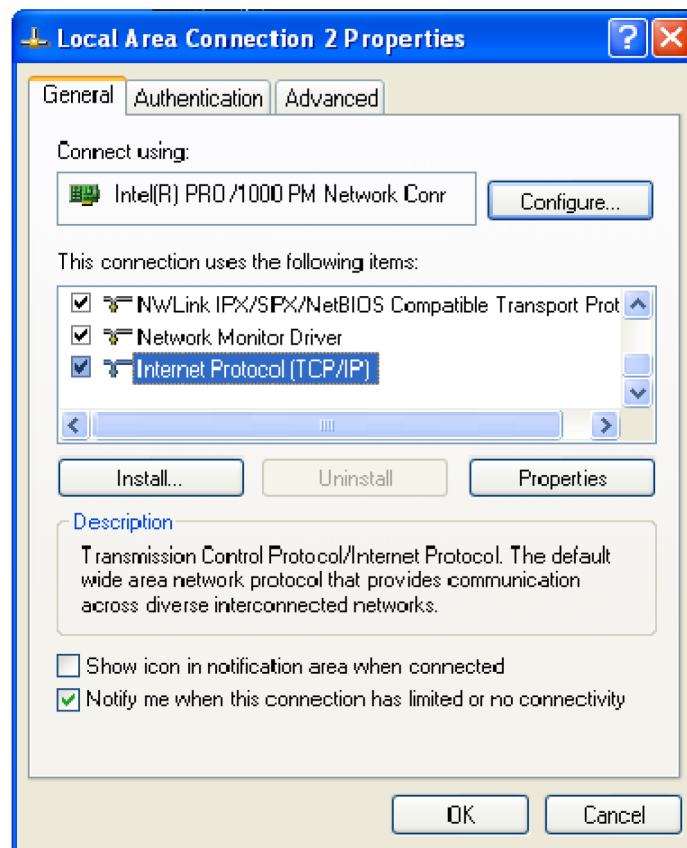 Local Area Connection 2 Properties
General Authentication Advanced
Connect using:
Intel(R) PRO/1000 PM Network Conr
Configure...
This connection uses the following items:
NWLink IPX/SPX/NetBIOS Compatible Transport Prot
Network Monitor Driver
Internet Protocol (TCP/IP)
Install... Uninstall Properties
Description
Transmission Control Protocol/Internet Protocol. The default
wide area network protocol that provides communication
across diverse interconnected networks.
Show icon in notification area when connected
Notify me when this connection has limited or no connectivity
OK Cancel